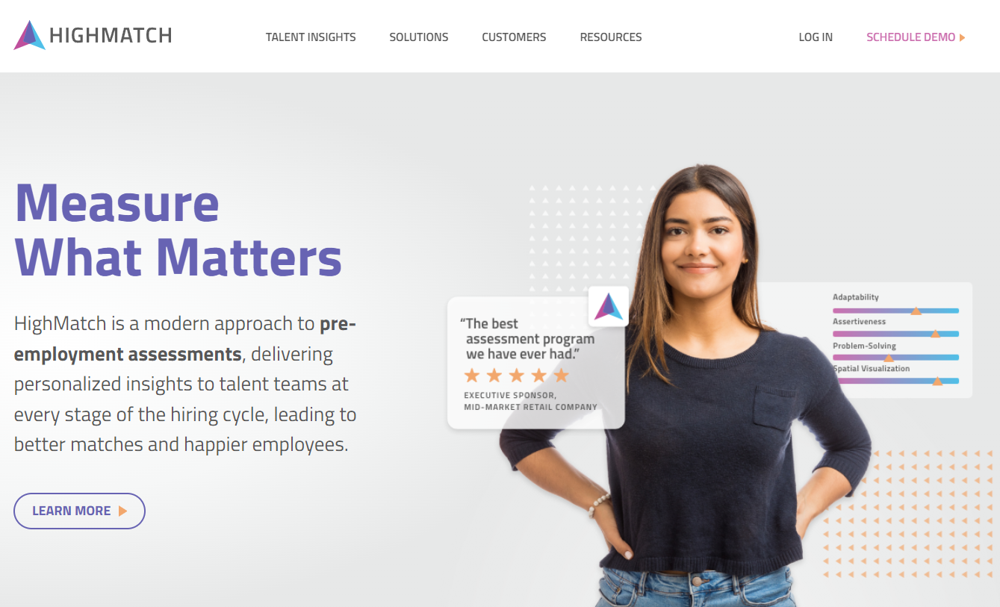 HIGHMATCH
TALENT INSIGHTS
SOLUTIONS
CUSTOMERS
RESOURCES
LOG IN
SCHEDULE DEMO
Measure
What Matters
HighMatch is a modern approach to pre-
employment assessments, delivering
personalized insights to talent teams at
every stage of the hiring cycle, leading to
better matches and happier employees.
LEARN MORE
“The best
assessment program
we have ever had.”
EXECUTIVE SPONSOR,
MID-MARKET RETAIL COMPANY
Adaptability
Assertiveness
Problem-Solving
Spatial Visualization